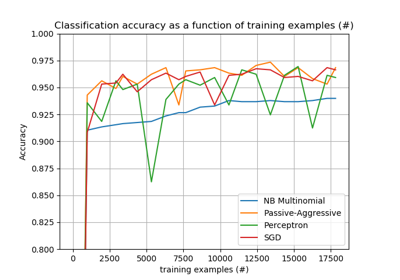 Classification accuracy as a function of training examples (#)
1.000
0.975
0.950
0.925
0.900
0.875
0.850
0.825
0.800
Accuracy
NB Multinomial
Passive-Aggressive
Perceptron
SGD
0 2500 5000 7500 10000 12500 15000 17500
training examples (#)